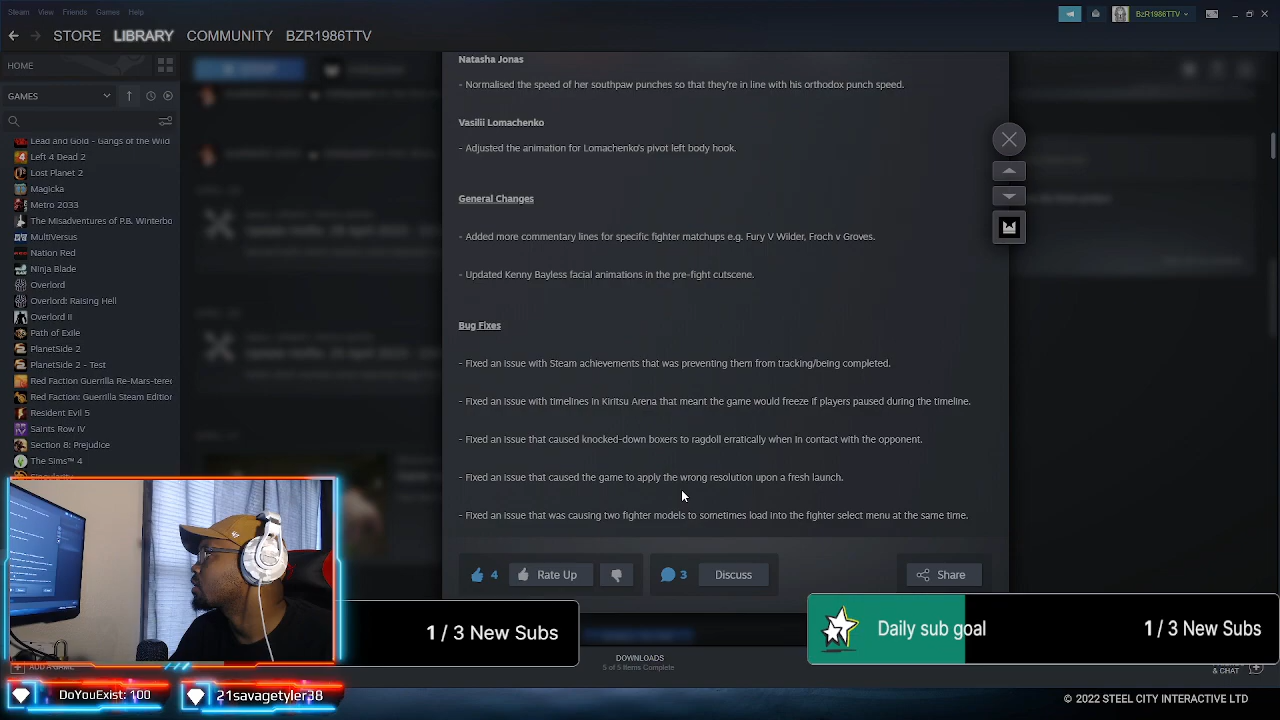 Steam View Friends Games Help
BZR1986TTV
STORE LIBRARY COMMUNITY BZR1986TTV
HOME
GAMES
Lead and Gold - Gangs of the Wild
Left 4 Dead 2
Lost Planet 2
Magicka
Metro 2033
The Misadventures of P.B. Winterbo
MultiVersus
Nation Red
Ninja Blade
Overlord
Overlord: Raising Hell
Overlord II
Path of Exile
PlanetSide 2
PlanetSide 2 - Test
Red Faction Guerrilla Re-Mars-tered
Red Faction: Guerrilla Steam Edition
Resident Evil 5
Saints Row IV
Section 8: Prejudice
The Sims™ 4
Natasha Jonas
- Normalised the speed of her southpaw punches so that they're in line with his orthodox punch speed.
Vasilii Lomachenko
- Adjusted the animation for Lomachenko's pivot left body hook.
General Changes
- Added more commentary lines for specific fighter matchups e.g. Fury V Wilder, Froch v Groves.
- Updated Kenny Bayless facial animations in the pre-fight cutscene.
Bug Fixes
- Fixed an issue with Steam achievements that was preventing them from tracking/being completed.
- Fixed an issue with timelines in Kiritsu Arena that meant the game would freeze if players paused during the timeline.
- Fixed an issue that caused knocked-down boxers to ragdoll erratically when in contact with the opponent.
- Fixed an issue that caused the game to apply the wrong resolution upon a fresh launch.
- Fixed an issue that was causing two fighter models to sometimes load into the fighter select menu at the same time.
4 Rate Up 3 Discuss Share
1 / 3 New Subs
Daily sub goal 1 / 3 New Subs
DOWNLOADS
5 of 5 Items Complete
ADD A GAME
& CHAT
DoYouExist: 100 21savagetyler38
© 2022 STEEL CITY INTERACTIVE LTD